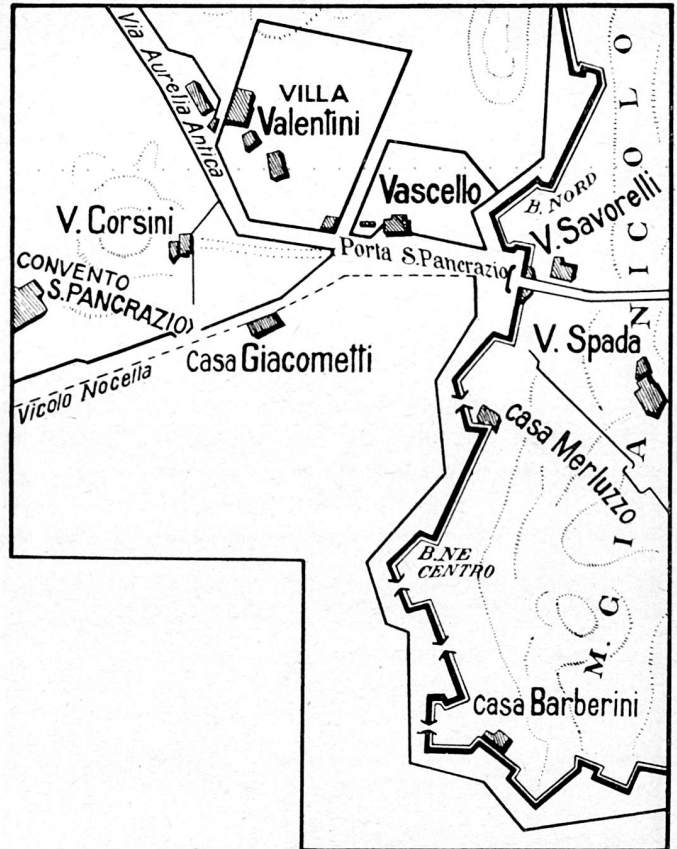 Via Aurelia Antica
VILLA
Valentini
Vascello
V. Corsini
B. NORD
V. Savorelli
Porta S. Pancrazio
CONVENTO
S. PANCRAZIO)
Casa Giacometti
Vicolo Nocella
V. Spada
casa Merluzzo
B.NE
CENTRO
casa Barberini
M. GIANICOLO